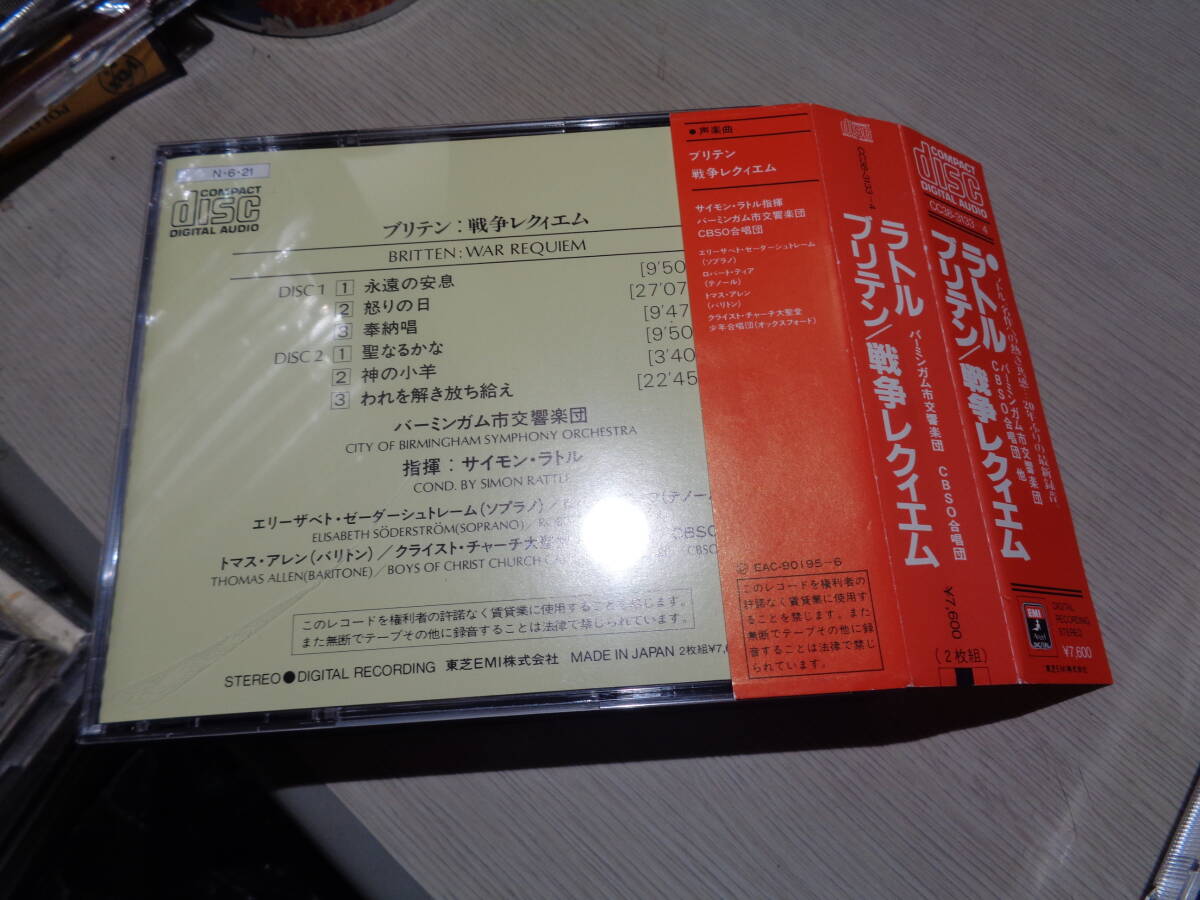 N-6-21
COMPACT
disc
DIGITAL AUDIO
ブリテン：戦争レクィエム
BRITTEN: WAR REQUIEM
DISC 1 1 永遠の安息 [9'50
2 怒りの日 [27'07
3 奉納唱 [9'47
DISC 2 1 聖なるかな [9'50
2 神の小羊 [3'40
3 われを解き放ち給え [22'45
バーミンガム市交響楽団
CITY OF BIRMINGHAM SYMPHONY ORCHESTRA
指揮：サイモン・ラトル
COND. BY SIMON RATTLE
エリーザベト・ゼーダーシュトレーム(ソプラノ)/
ELISABETH SÖDERSTRÖM(SOPRANO)/
トマス・アレン(バリトン)/クライスト・チャーチ大聖
THOMAS ALLEN(BARITONE)/BOYS OF CHRIST CHURCH
このレコードを権利者の許諾なく賃貸業に使用することを禁じます。
また無断でテープその他に録音することは法律で禁じられています。
STEREO●DIGITAL RECORDING 東芝EMI株式会社 MADE IN JAPAN 2枚組¥7,6
●声楽曲
ブリテン
戦争レクィエム
サイモン・ラトル指揮
バーミンガム市交響楽団
CBSO合唱団
エリーザベト・ゼーダーシュトレーム
(ソプラノ)
ロバート・ティア
(テノール)
トマス・アレン
(バリトン)
クライスト・チャーチ大聖堂
少年合唱団(オックスフォード)
EAC-90195-6
このレコードを権利者の
許諾なく賃貸業に使用す
ることを禁じます。また
無断でテープその他に録
音することは法律で禁じ
られています。
CC38-3133-4
ラトル
ブリテン/戦争レクィエム
バーミンガム市交響楽団 CBSO合唱団
¥7,600
(2枚組)
COMPACT
disc
DIGITAL AUDIO
CC38-3133 4
ラトル
ブリテン/戦争レクィエム
バーミンガム市交響楽団
CBSO合唱団 他
EMI
DIGITAL
RECORDING
STEREO
¥7,600
東芝EMI株式会社